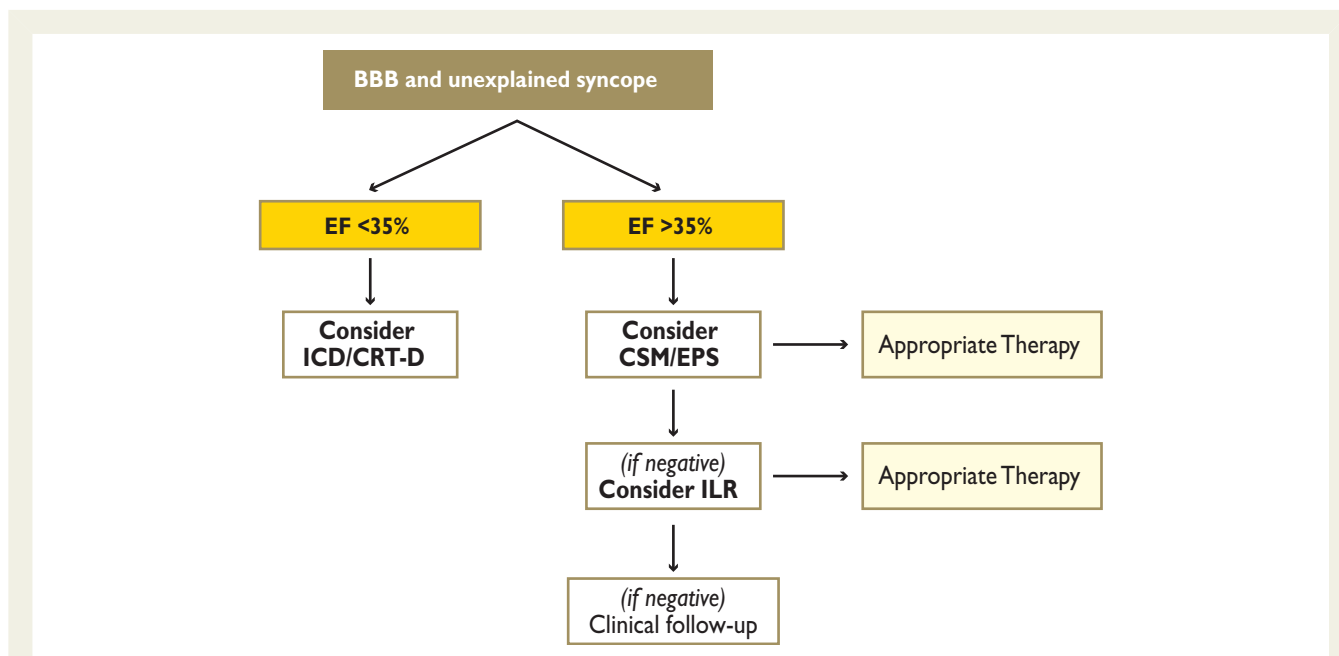 BBB and unexplained syncope
EF <35%
EF >35%
Consider
ICD/CRT-D
Consider
CSM/EPS
Appropriate Therapy
(if negative)
Consider ILR
Appropriate Therapy
(if negative)
Clinical follow-up